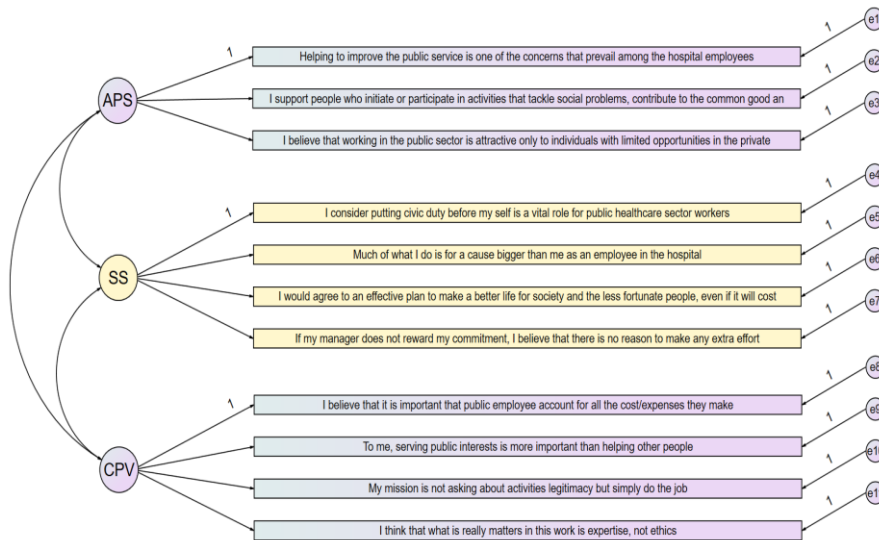 e1
1
1
Helping to improve the public service is one of the concerns that prevail among the hospital employees
e2
1
APS
I support people who initiate or participate in activities that tackle social problems, contribute to the common good an
e3
1
I believe that working in the public sector is attractive only to individuals with limited opportunities in the private
e4
1
1
I consider putting civic duty before my self is a vital role for public healthcare sector workers
e5
1
Much of what I do is for a cause bigger than me as an employee in the hospital
e6
1
SS
I would agree to an effective plan to make a better life for society and the less fortunate people, even if it will cost
e7
1
If my manager does not reward my commitment, I believe that there is no reason to make any extra effort
e8
1
1
I believe that it is important that public employee account for all the cost/expenses they make
e9
1
To me, serving public interests is more important than helping other people
e10
1
CPV
My mission is not asking about activities legitimacy but simply do the job
e1
1
I think that what is really matters in this work is expertise, not ethics